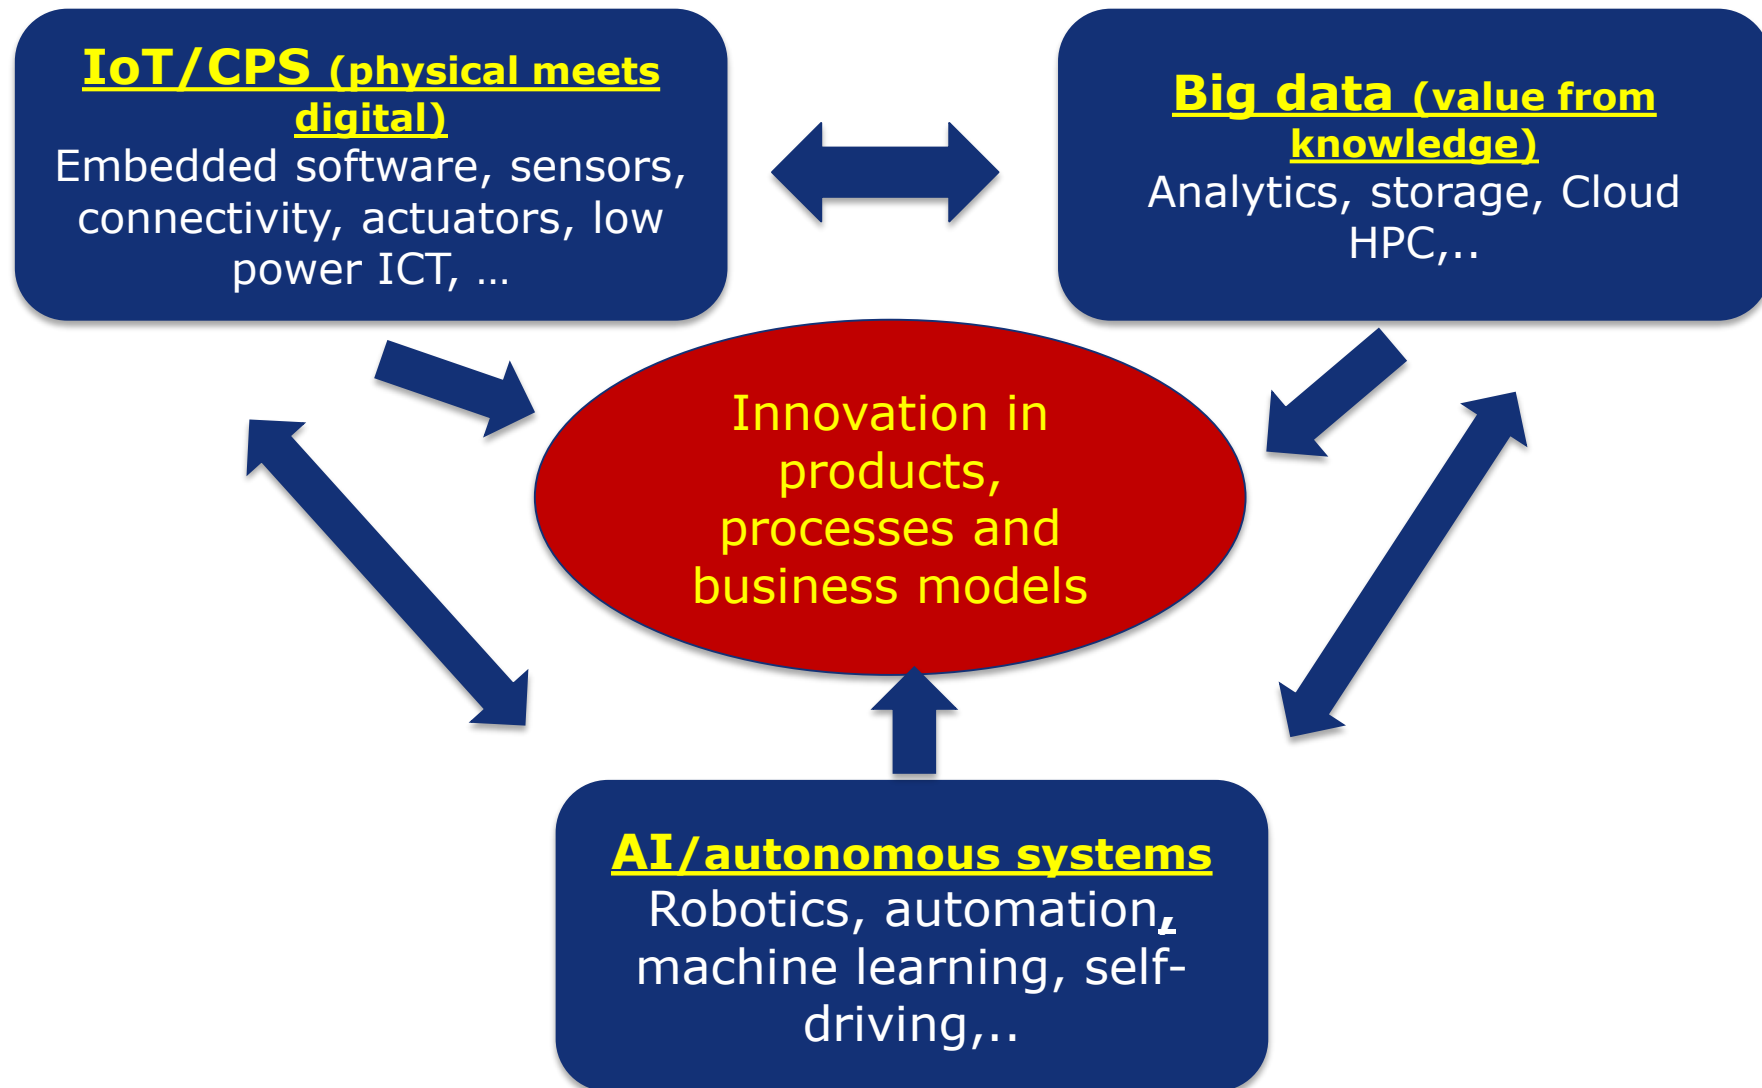 IoT/CPS (physical meets
digital)
Embedded software, sensors,
connectivity, actuators, low
power ICT, …
Big data (value from
knowledge)
Analytics, storage, Cloud
HPC,..
Innovation in
products,
processes and
business models
AI/autonomous systems
Robotics, automation,
machine learning, self-
driving,..